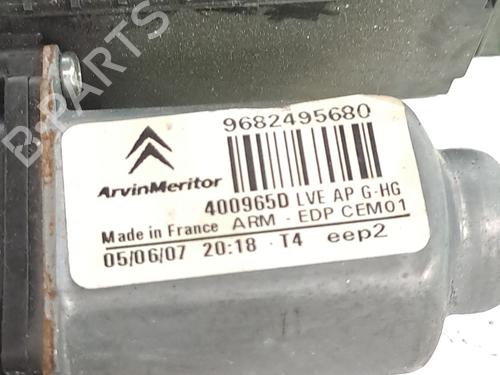 9682495680
ArvinMeritor
400965D LVE AP G-HG
Made in France ARM - EDP CEM01
05/06/07 20:18 - T4 eep2
B-Parts